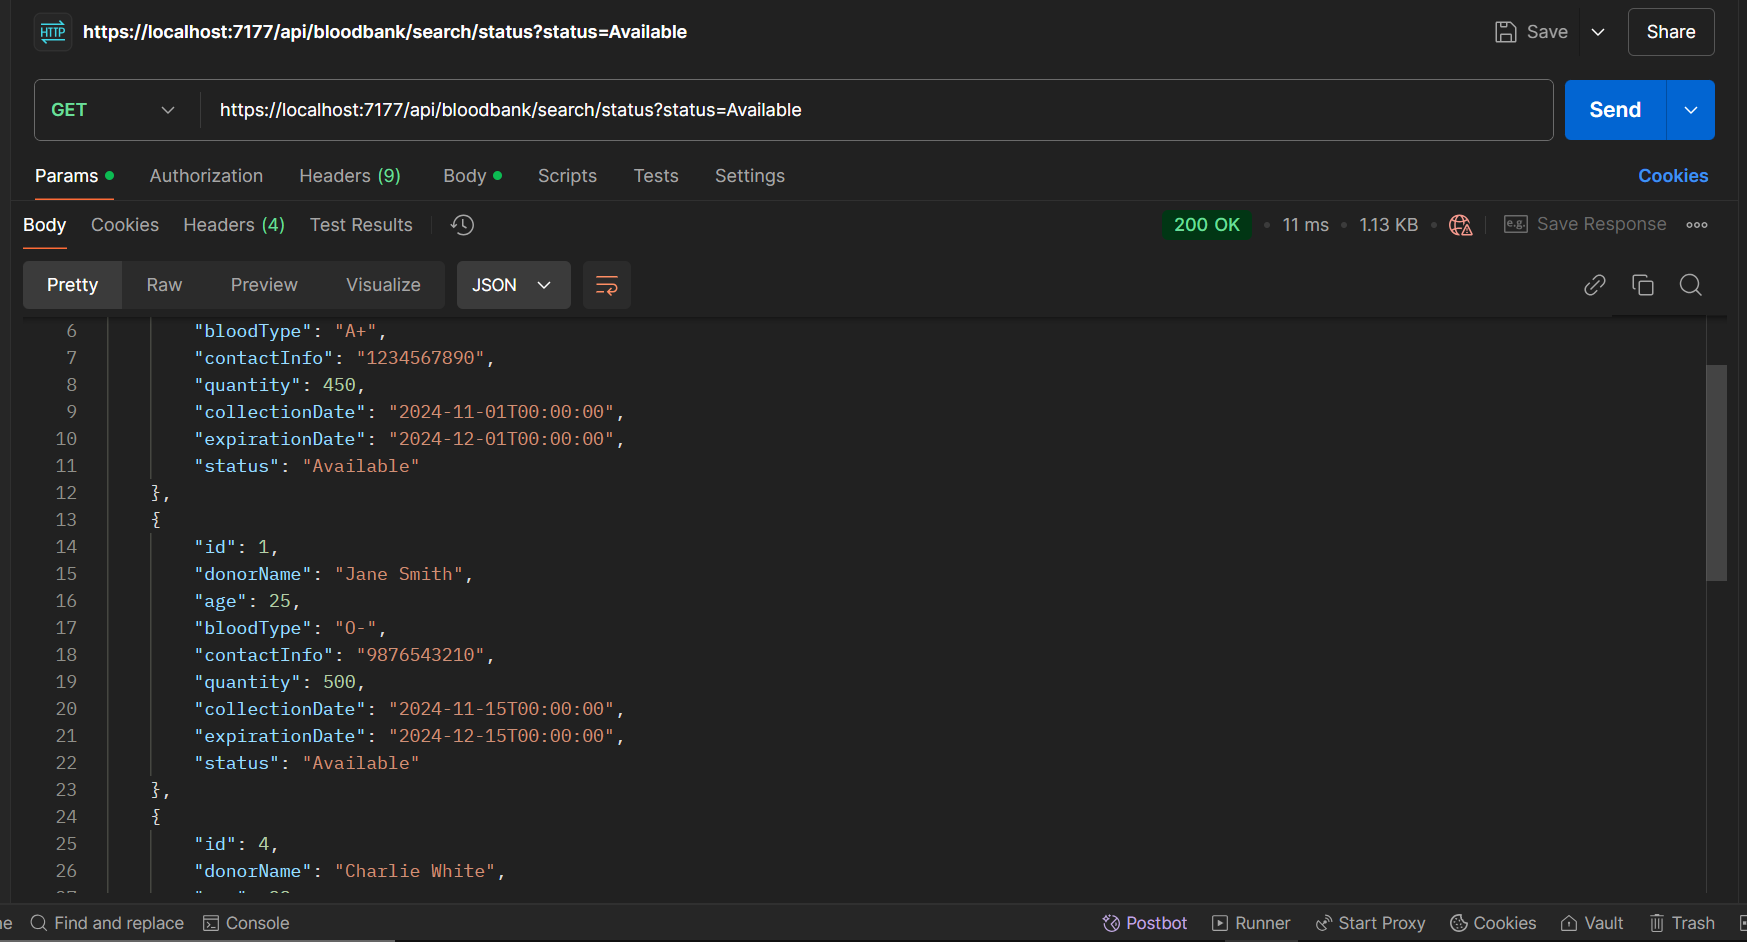 HTTP https://localhost:7177/api/bloodbank/search/status?status=Available Save Share
GET https://localhost:7177/api/bloodbank/search/status?status=Available Send
Params Authorization Headers (9) Body Scripts Tests Settings Cookies
Body Cookies Headers (4) Test Results 200 OK • 11 ms • 1.13 KB • e.g. Save Response
Pretty Raw Preview Visualize JSON
6 "bloodType": "A+",
7 "contactInfo": "1234567890",
8 "quantity": 450,
9 "collectionDate": "2024-11-01T00:00:00",
10 "expirationDate": "2024-12-01T00:00:00",
11 "status": "Available"
12 },
13 {
14 "id": 1,
15 "donorName": "Jane Smith",
16 "age": 25,
17 "bloodType": "O-",
18 "contactInfo": "9876543210",
19 "quantity": 500,
20 "collectionDate": "2024-11-15T00:00:00",
21 "expirationDate": "2024-12-15T00:00:00",
22 "status": "Available"
23 },
24 {
25 "id": 4,
26 "donorName": "Charlie White",
Find and replace Console Postbot Runner Start Proxy Cookies Vault Trash